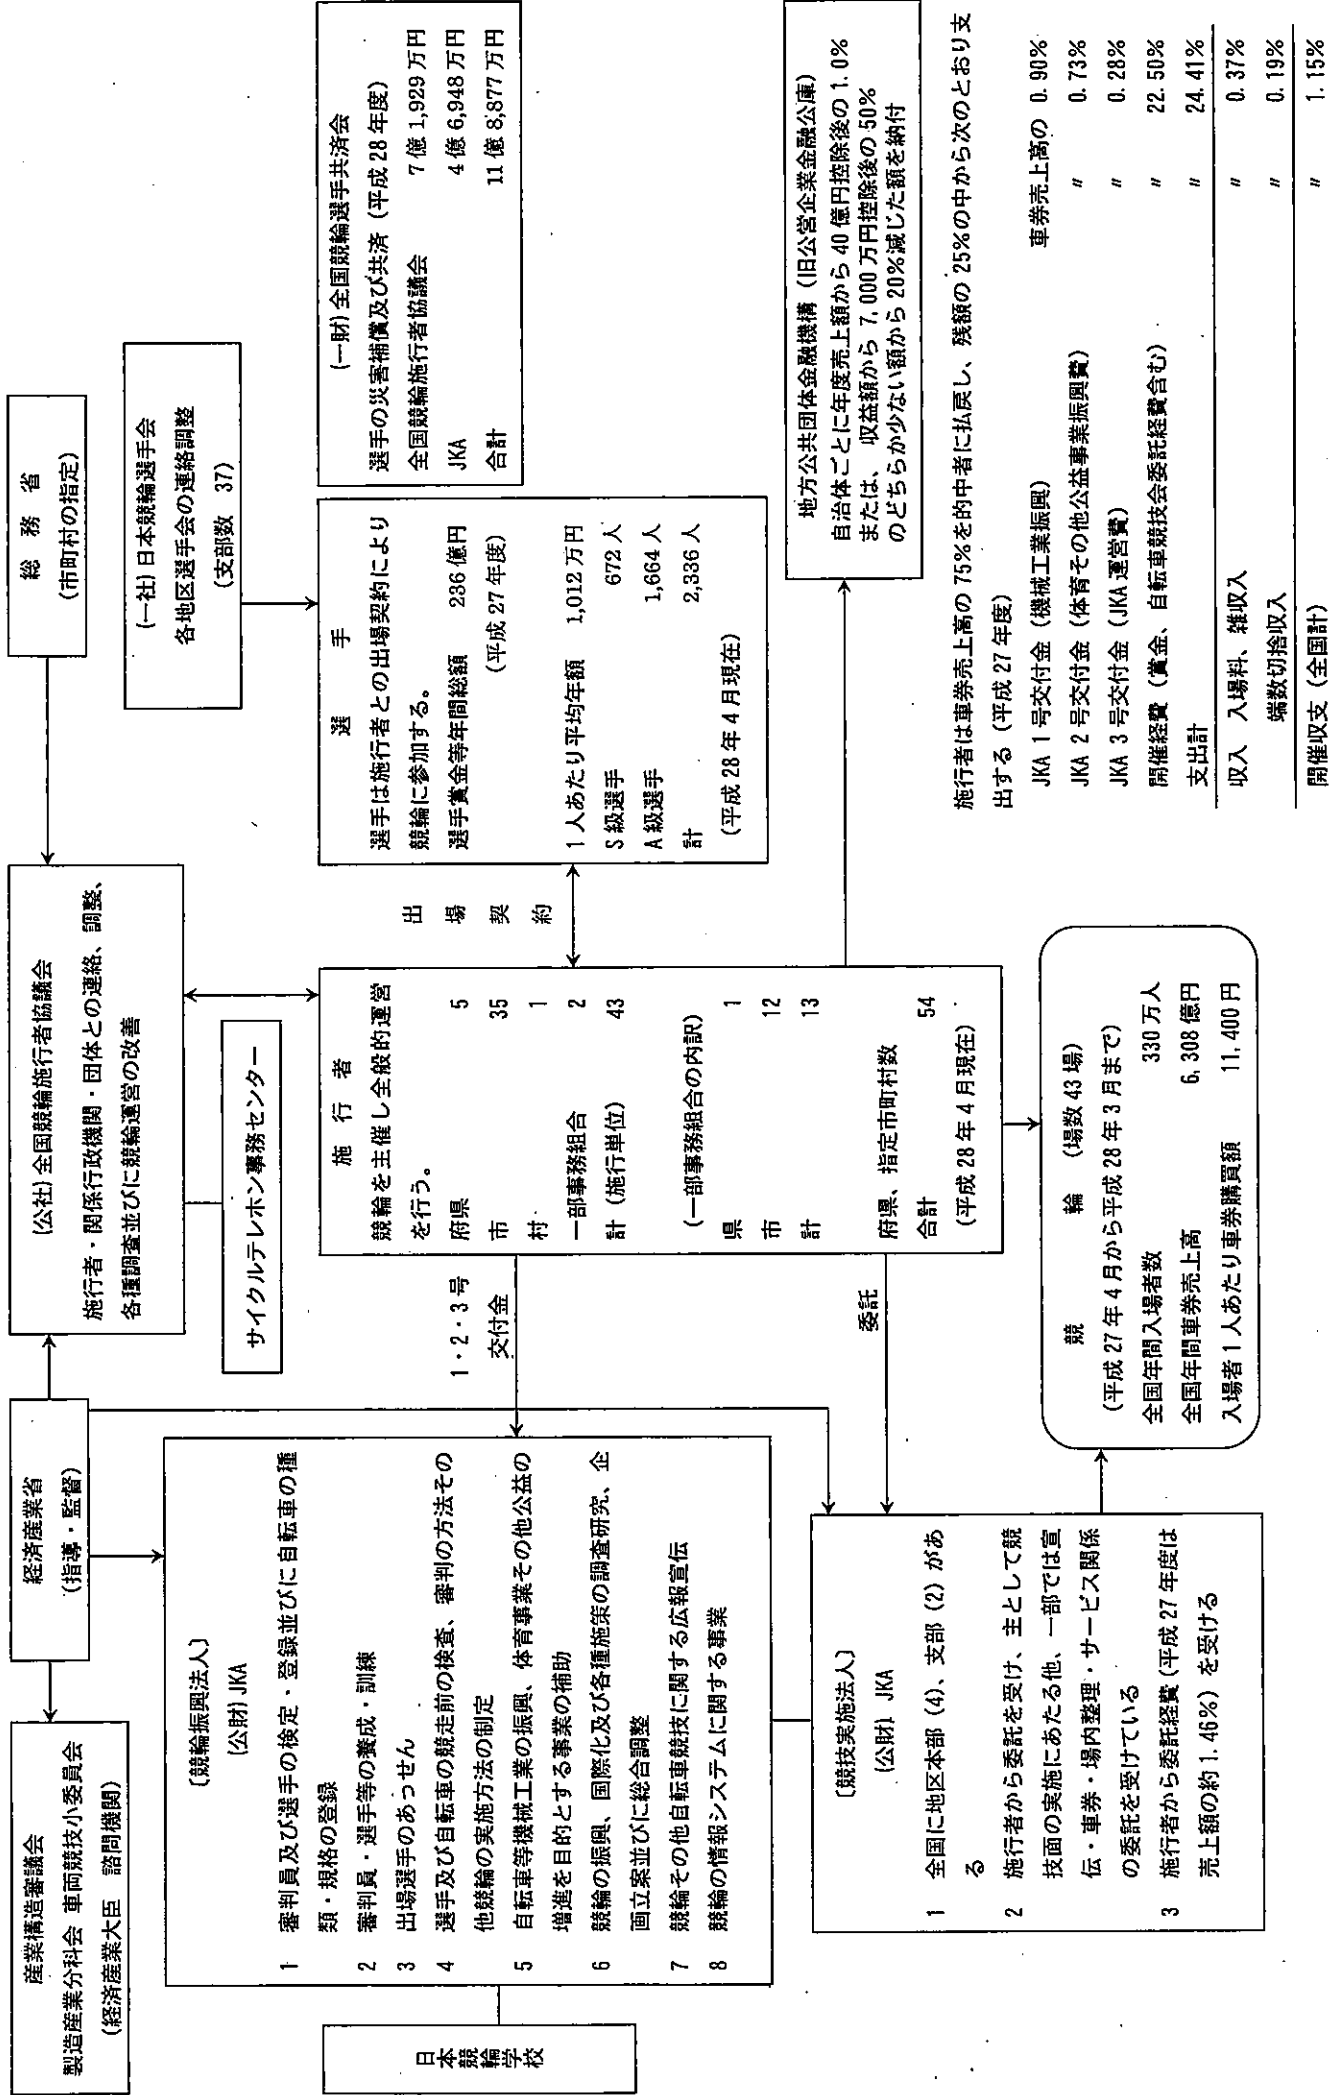 産業構造審議会
製造産業分科会 車両競技小委員会
(経済産業大臣 諮問機関)
経済産業省
(指導・監督)
総務省
(市町村の指定)
(公社)全国競輪施行者協議会
施行者・関係行政機関・団体との連絡、調整、
各種調査並びに競輪運営の改善
サイクルテレホン事務センター
(一社)日本競輪選手会
各地区選手会の連絡調整
(支部数 37)
日本競輪学校
〔競輪振興法人〕
(公財)JKA
1 審判員及び選手の検定・登録並びに自転車の種
類・規格の登録
2 審判員・選手等の養成・訓練
3 出場選手のあっせん
4 選手及び自転車の競走前の検査、審判の方法その
他競輪の実施方法の制定
5 自転車等機械工業の振興、体育事業その他公益の
増進を目的とする事業の補助
6 競輪の振興、国際化及び各種施策の調査研究、企
画立案並びに総合調整
7 競輪その他自転車競技に関する広報宣伝
8 競輪の情報システムに関する事業
1・2・3号
交付金
委託
施行者
競輪を主催し全般的運営
を行う。
府県 5
市 35
村 1
一部事務組合 2
計(施行単位) 43
(一部事務組合の内訳)
県 1
市 12
計 13
府県、指定市町村数
合計 54
(平成28年4月現在)
出場契約
選手
選手は施行者との出場契約により
競輪に参加する。
選手賞金等年間総額 236億円
(平成27年度)
1人あたり平均年額 1,012万円
S級選手 672人
A級選手 1,664人
計 2,336人
(平成28年4月現在)
(一財)全国競輪選手共済会
選手の災害補償及び共済(平成28年度)
全国競輪施行者協議会 7億1,929万円
JKA 4億6,948万円
合計 11億8,877万円
地方公共団体金融機構(旧公営企業金融公庫)
自治体ごとに年度売上額から40億円控除後の1.0%
または、収益額から7,000万円控除後の50%
のどちらか少ない額から20%減じた額を納付
〔競技実施法人〕
(公財)JKA
1 全国に地区本部(4)、支部(2)があ
る
2 施行者から委託を受け、主として競
技面の実施にあたる他、一部では宣
伝・車券・場内整理・サービス関係
の委託を受けている
3 施行者から委託経費(平成27年度は
売上額の約1.46%)を受ける
競輪 (場数43場)
(平成27年4月から平成28年3月まで)
全国年間入場者数 330万人
全国年間車券売上高 6,308億円
入場者1人あたり車券購買額 11,400円
施行者は車券売上高の75%を的中者に払戻し、残額の25%の中から次のとおり支
出する(平成27年度)
JKA 1号交付金(機械工業振興) 車券売上高の 0.90%
JKA 2号交付金(体育その他公益事業振興費) 〃 0.73%
JKA 3号交付金(JKA運営費) 〃 0.28%
開催経費(賞金、自転車競技会委託経費含む) 〃 22.50%
支出計 〃 24.41%
収入 入場料、雑収入 〃 0.37%
端数切捨収入 〃 0.19%
開催収支(全国計) 〃 1.15%